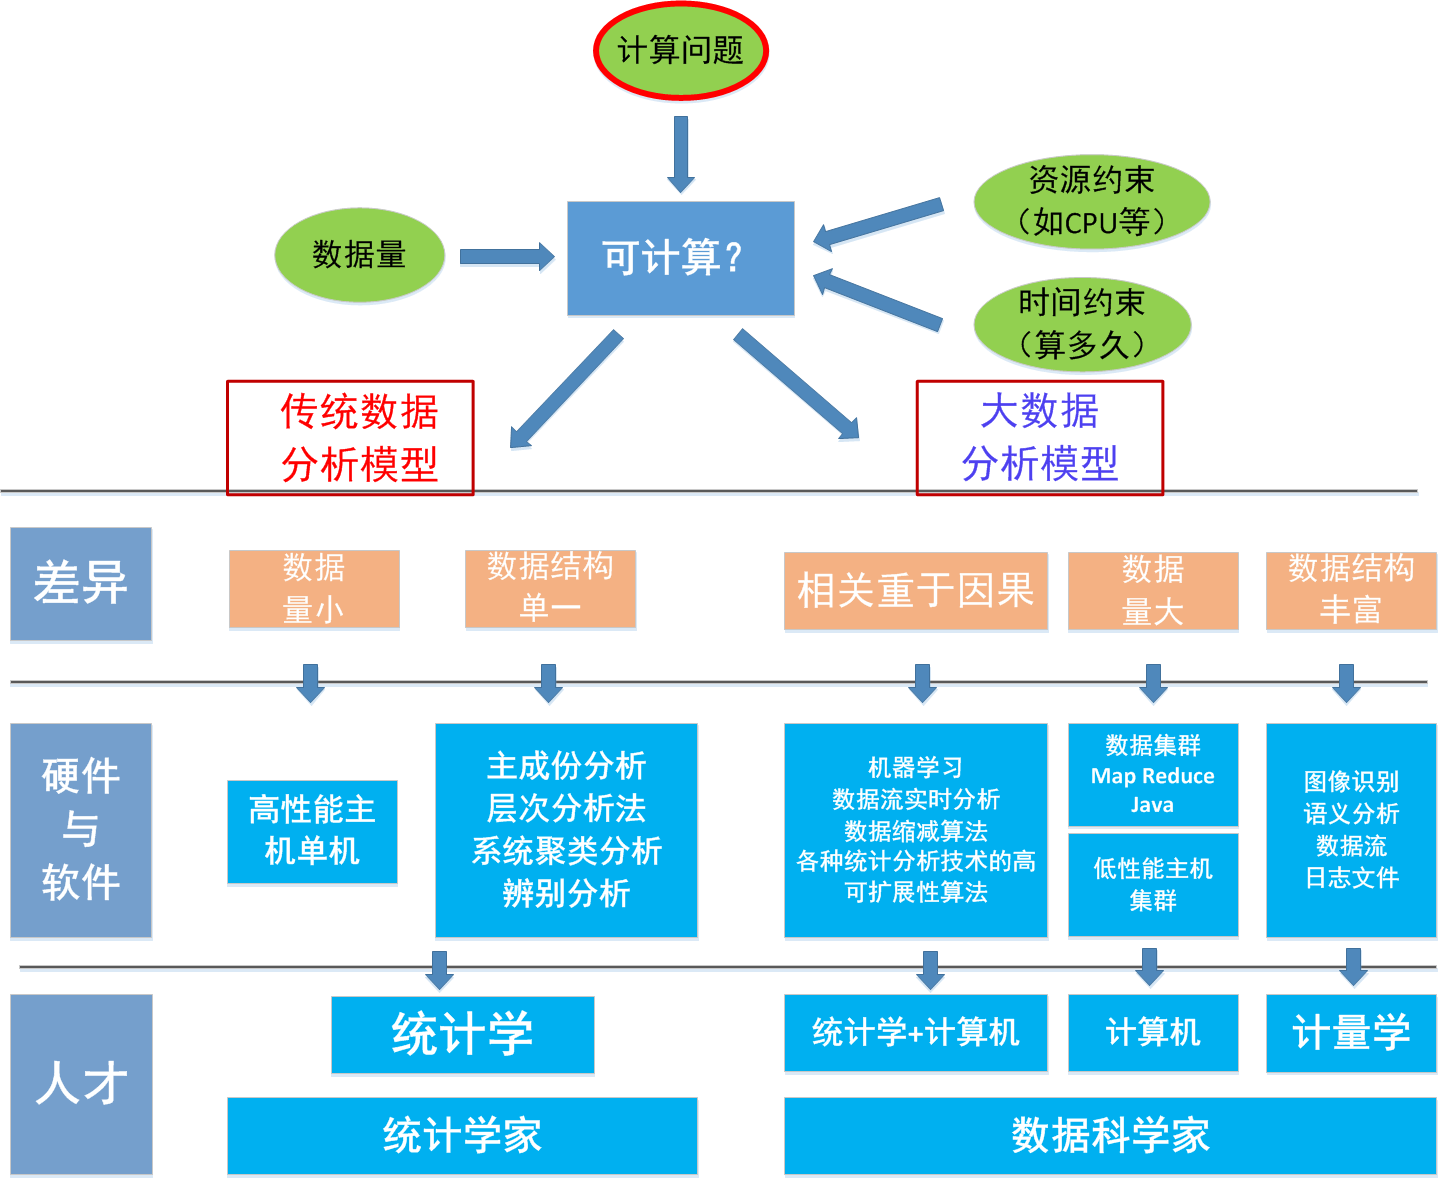 计算问题
资源约束
（如CPU等）
数据量
可计算？
时间约束
（算多久）
传统数据
分析模型
大数据
分析模型
差异
数据
量小
数据结构
单一
相关重于因果
数据
量大
数据结构
丰富
硬件
与
软件
高性能主
机单机
主成份分析
层次分析法
系统聚类分析
辨别分析
机器学习
数据流实时分析
数据缩减算法
各种统计分析技术的高
可扩展性算法
数据集群
Map Reduce
Java
低性能主机
集群
图像识别
语义分析
数据流
日志文件
人才
统计学
统计学+计算机
计算机
计量学
统计学家
数据科学家